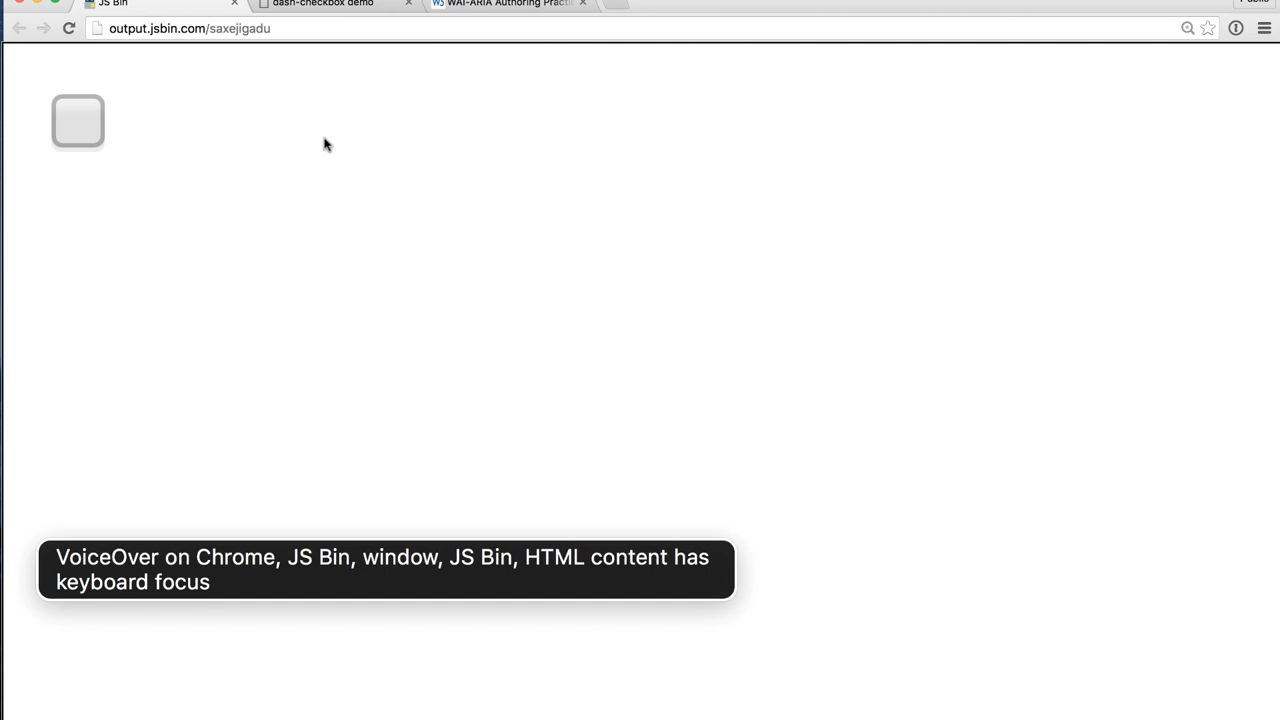 JS Bin
dash-checkbox demo
WAI-ARIA Authoring Practic
output.jsbin.com/saxejigadu
VoiceOver on Chrome, JS Bin, window, JS Bin, HTML content has
keyboard focus